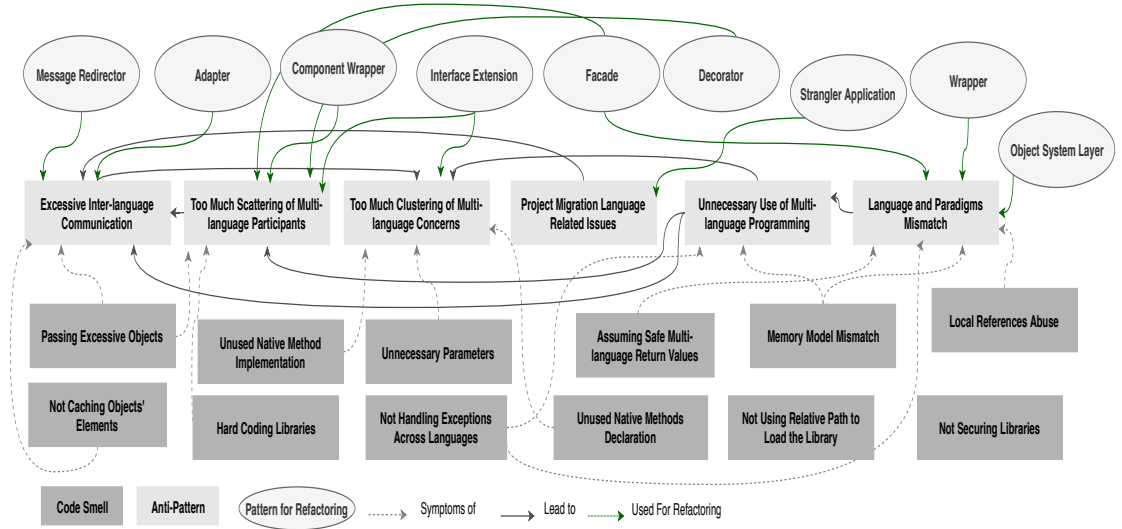 Message Redirector
Adapter
Component Wrapper
Interface Extension
Facade
Decorator
Strangler Application
Wrapper
Object System Layer
Excessive Inter-language
Communication
Too Much Scattering of Multi-
language Participants
Too Much Clustering of Multi-
language Concerns
Project Migration Language
Related Issues
Unnecessary Use of Multi-
language Programming
Language and Paradigms
Mismatch
Passing Excessive Objects
Unused Native Method
Implementation
Unnecessary Parameters
Assuming Safe Multi-
language Return Values
Memory Model Mismatch
Local References Abuse
Not Caching Objects'
Elements
Hard Coding Libraries
Not Handling Exceptions
Across Languages
Unused Native Methods
Declaration
Not Using Relative Path to
Load the Library
Not Securing Libraries
Code Smell
Anti-Pattern
Pattern for Refactoring
Symptoms of
Lead to
Used For Refactoring